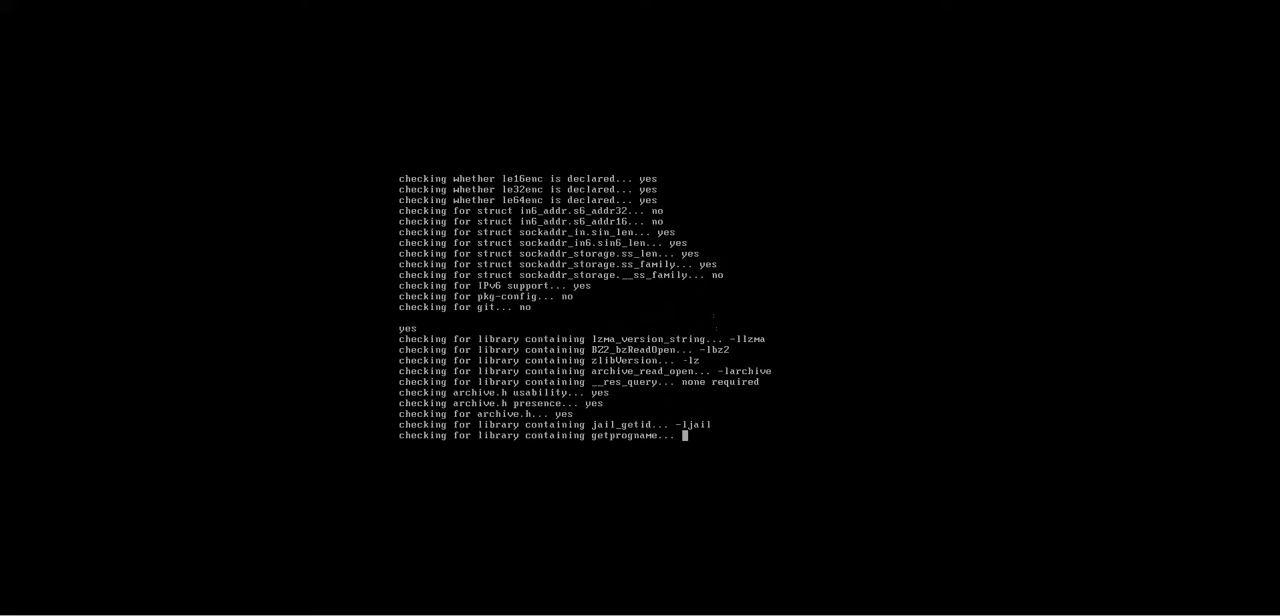 checking whether le16enc is declared... yes
checking whether le32enc is declared... yes
checking whether le64enc is declared... yes
checking for struct in6_addr.s6_addr32... no
checking for struct in6_addr.s6_addr16... no
checking for struct sockaddr_in.sin_len... yes
checking for struct sockaddr_in6.sin6_len... yes
checking for struct sockaddr_storage.ss_len... yes
checking for struct sockaddr_storage.ss_family... yes
checking for struct sockaddr_storage.__ss_family... no
checking for IPv6 support... yes
checking for pkg-config... no
checking for git... no
yes
checking for library containing lzma_version_string... -llzma
checking for library containing BZ2_bzReadOpen... -lbz2
checking for library containing zlibVersion... -lz
checking for library containing archive_read_open... -larchive
checking for library containing __res_query... none required
checking archive.h usability... yes
checking archive.h presence... yes
checking for archive.h... yes
checking for library containing jail_getid... -ljail
checking for library containing getprogname...